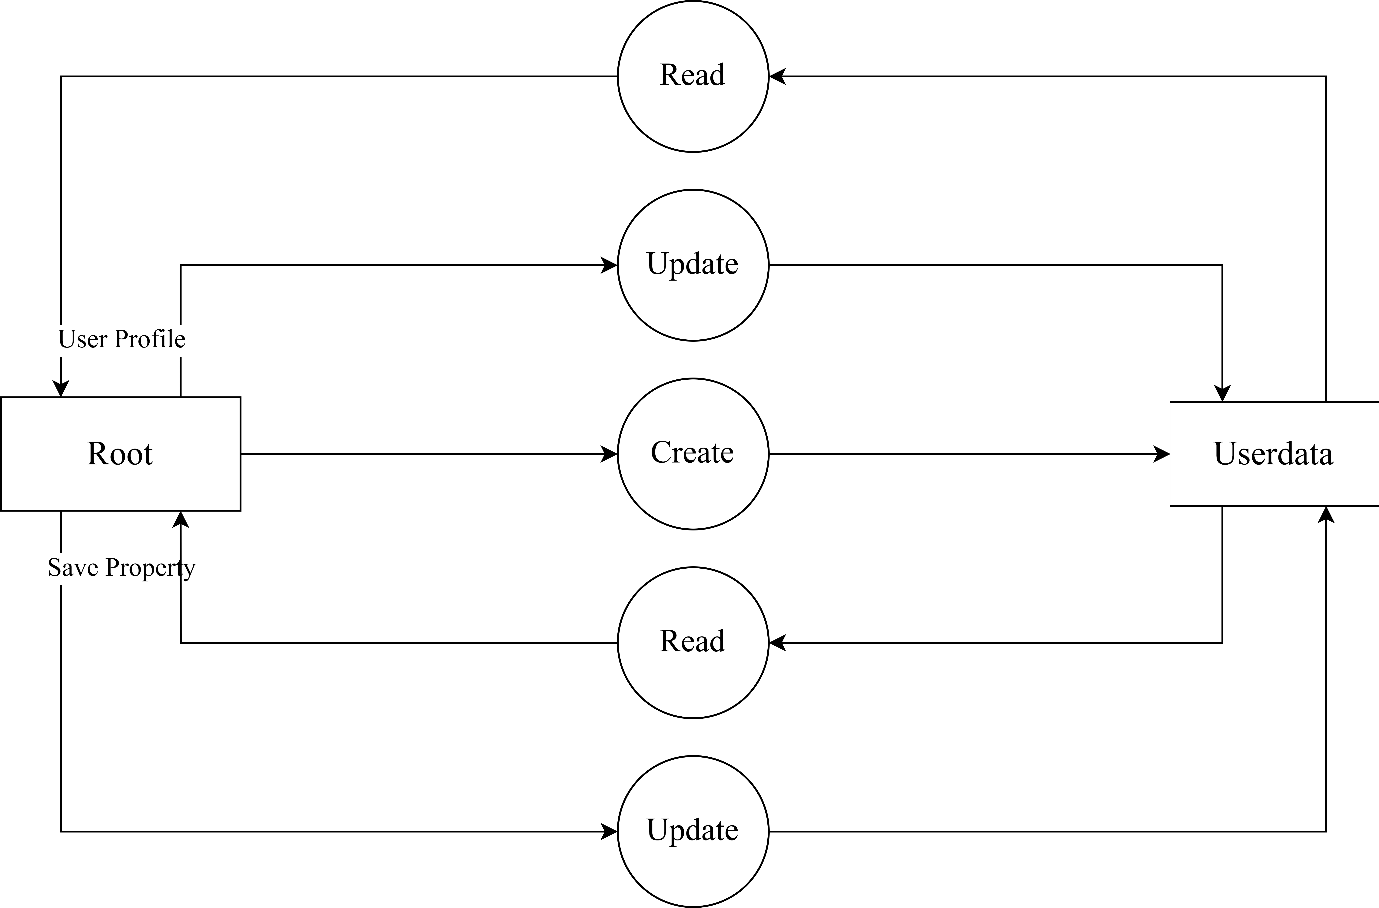 Read
Update
User Profile
Root
Create
Userdata
Save Property
Read
Update